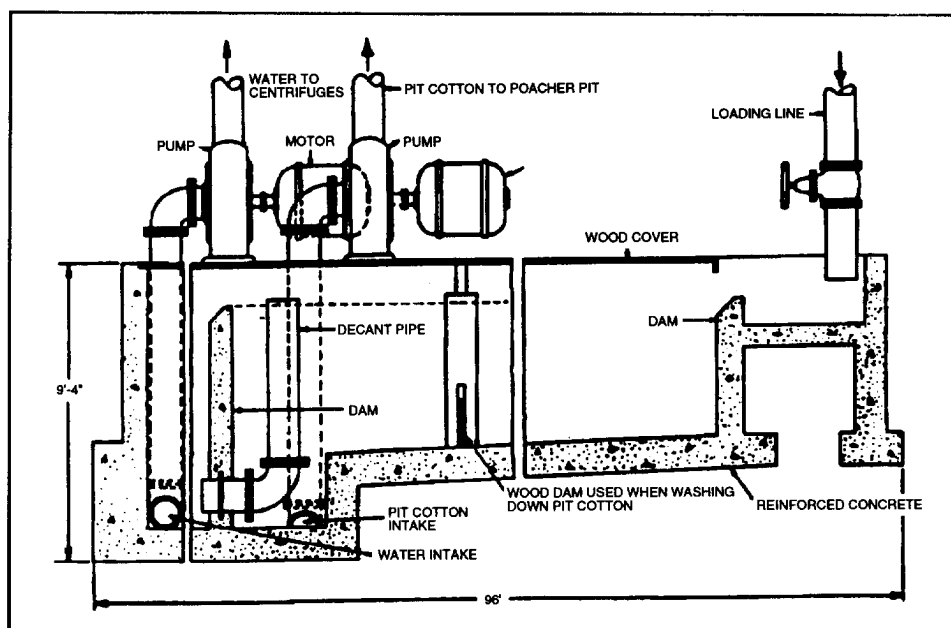 WATER TO
CENTRIFUGES
PIT COTTON TO POACHER PIT
LOADING LINE
PUMP
MOTOR
PUMP
WOOD COVER
DECANT PIPE
DAM
9'-4"
DAM
WOOD DAM USED WHEN WASHING
DOWN PIT COTTON
REINFORCED CONCRETE
PIT COTTON
INTAKE
WATER INTAKE
96'